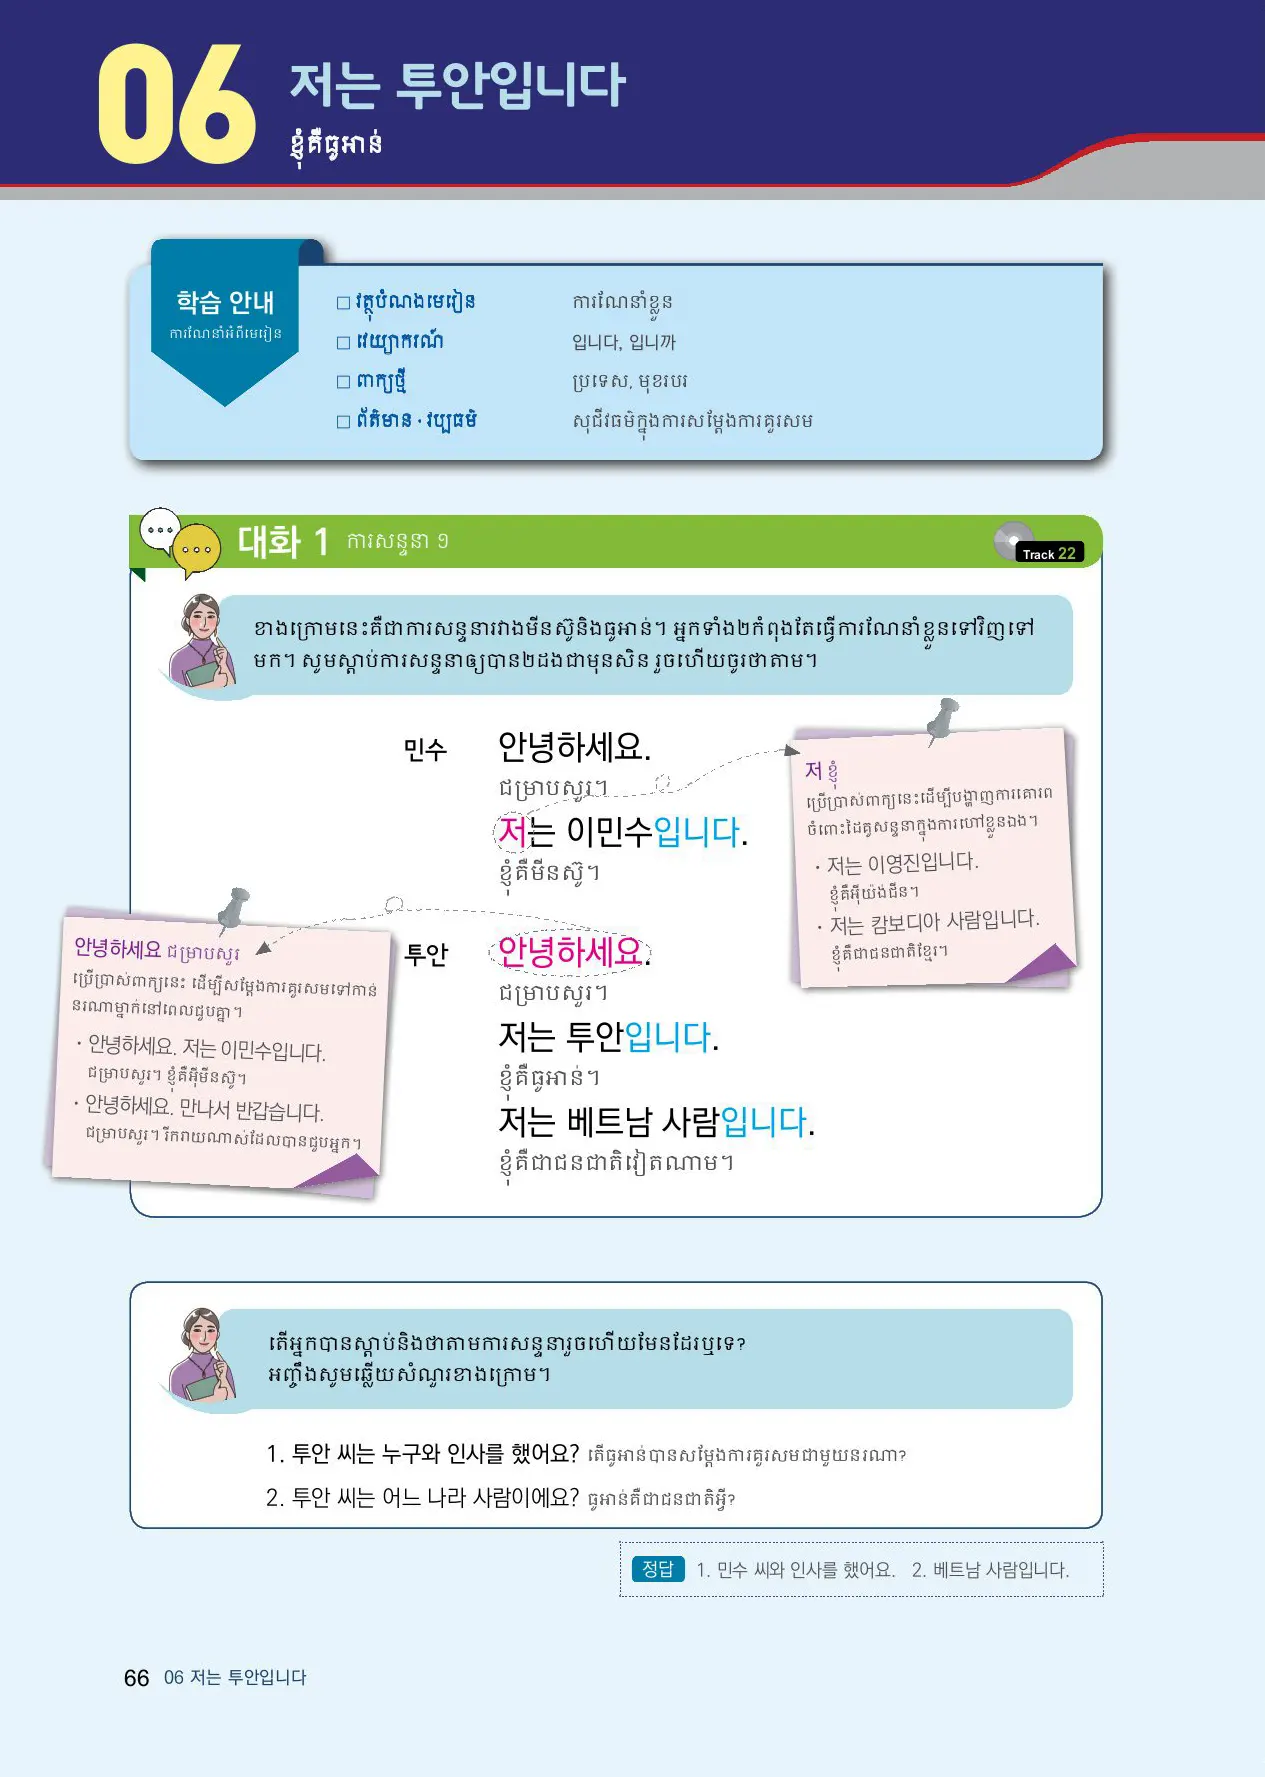 06
저는 투안입니다
ខ្ញុំគឺធូអាន់
학습 안내
ការណែនាំអំពីមេរៀន
□ វត្ថុបំណងមេរៀន ការណែនាំខ្លួន
□ វេយ្យាករណ៍ 입니다, 입니까
□ ពាក្យថ្មី ប្រទេស, មុខរបរ
□ ព័ត៌មាន · វប្បធម៌ សុជីវធម៌ក្នុងការសម្តែងការគួរសម
대화 1 ការសន្ទនា ១
Track 22
ខាងក្រោមនេះគឺជាការសន្ទនារវាងមីនស៊ូនិងធូអាន់។ អ្នកទាំង២កំពុងតែធ្វើការណែនាំខ្លួនទៅវិញទៅ
មក។ សូមស្តាប់ការសន្ទនាឲ្យបាន២ដងជាមុនសិន រួចហើយចូរថាតាម។
민수 안녕하세요.
ជម្រាបសួរ។
저는 이민수입니다.
ខ្ញុំគឺមីនស៊ូ។
저 ខ្ញុំ
ប្រើប្រាស់ពាក្យនេះដើម្បីបង្ហាញការគោរព
ចំពោះដៃគូសន្ទនាក្នុងការហៅខ្លួនឯង។
· 저는 이영진입니다.
ខ្ញុំគឺអ៊ីយ៉ង់ជីន។
· 저는 캄보디아 사람입니다.
ខ្ញុំគឺជាជនជាតិខ្មែរ។
안녕하세요 ជម្រាបសួរ
ប្រើប្រាស់ពាក្យនេះ ដើម្បីសម្តែងការគួរសមទៅកាន់
នរណាម្នាក់នៅពេលជួបគ្នា។
· 안녕하세요. 저는 이민수입니다.
ជម្រាបសួរ។ ខ្ញុំគឺអ៊ីមីនស៊ូ។
· 안녕하세요. 만나서 반갑습니다.
ជម្រាបសួរ។ រីករាយណាស់ដែលបានជួបអ្នក។
투안 안녕하세요.
ជម្រាបសួរ។
저는 투안입니다.
ខ្ញុំគឺធូអាន់។
저는 베트남 사람입니다.
ខ្ញុំគឺជាជនជាតិវៀតណាម។
តើអ្នកបានស្តាប់និងថាតាមការសន្ទនារួចហើយមែនដែរឬទេ?
អញ្ចឹងសូមឆ្លើយសំណួរខាងក្រោម។
1. 투안 씨는 누구와 인사를 했어요? តើធូអាន់បានសម្តែងការគួរសមជាមួយនរណា?
2. 투안 씨는 어느 나라 사람이에요? ធូអាន់គឺជាជនជាតិអ្វី?
정답 1. 민수 씨와 인사를 했어요. 2. 베트남 사람입니다.
66 06 저는 투안입니다